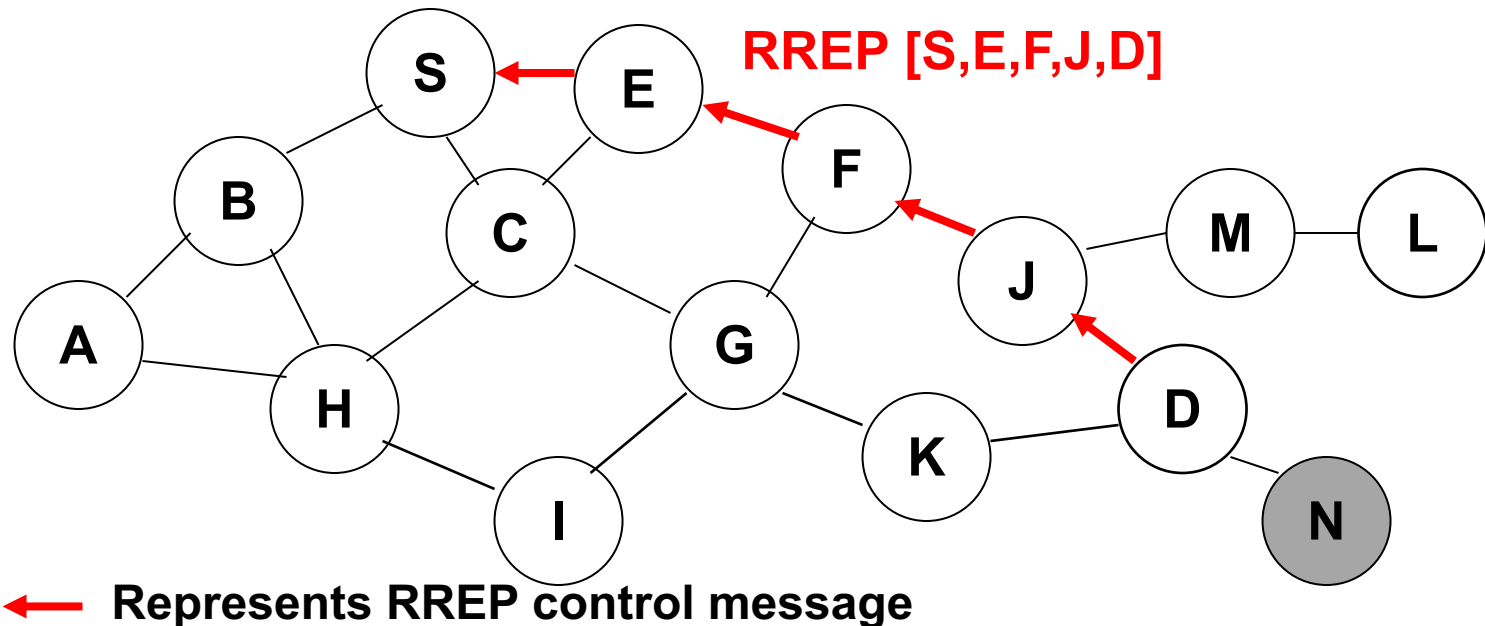 S
E
RREP [S,E,F,J,D]
F
B
C
M
L
J
A
G
H
D
K
I
N
Represents RREP control message